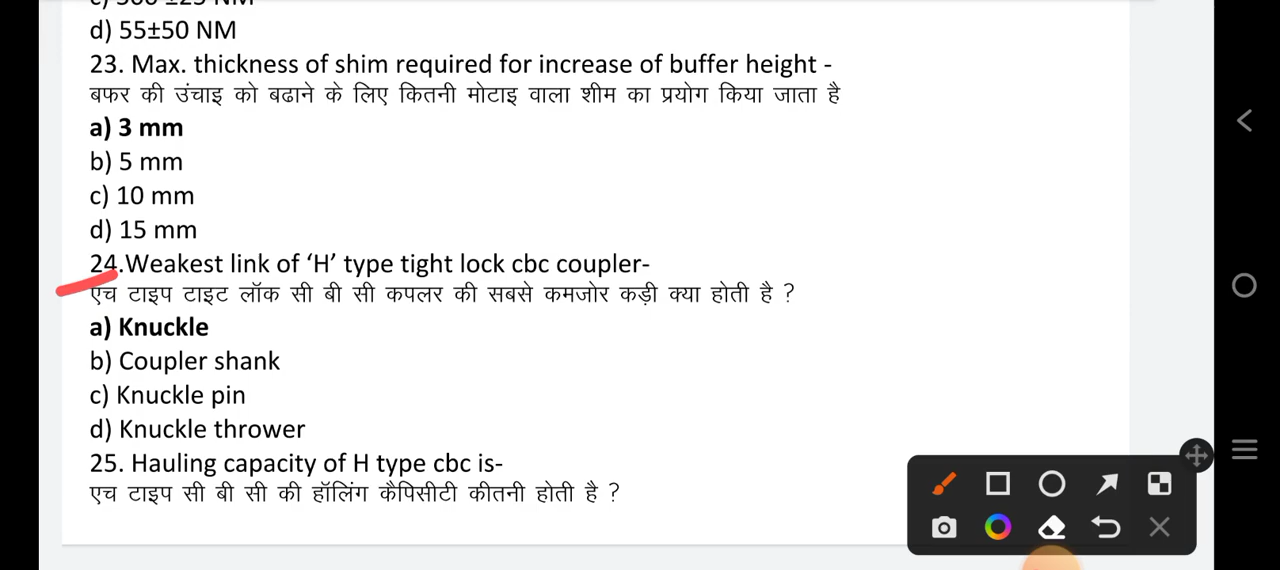 d) 55±50 NM
23. Max. thickness of shim required for increase of buffer height -
बफर की उंचाइ को बढाने के लिए कितनी मोटाइ वाला शीम का प्रयोग किया जाता है
a) 3 mm
b) 5 mm
c) 10 mm
d) 15 mm
24.Weakest link of ‘H’ type tight lock cbc coupler-
एच टाइप टाइट लॉक सी बी सी कपलर की सबसे कमजोर कड़ी क्या होती है ?
a) Knuckle
b) Coupler shank
c) Knuckle pin
d) Knuckle thrower
25. Hauling capacity of H type cbc is-
एच टाइप सी बी सी की हॉलिंग कैपिसीटी कीतनी होती है ?